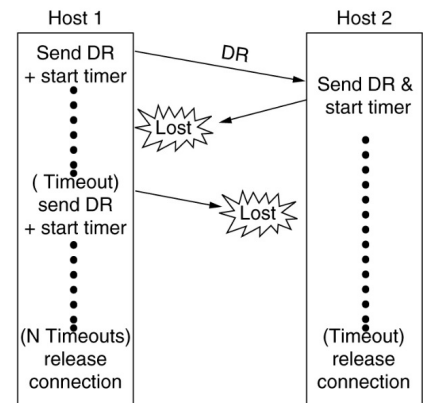 Host 1
Host 2
Send DR
+ start timer
DR
Send DR &
start timer
Lost
( Timeout)
send DR
+ start timer
Lost
(N Timeouts)
release
connection
(Timeout)
release
connection